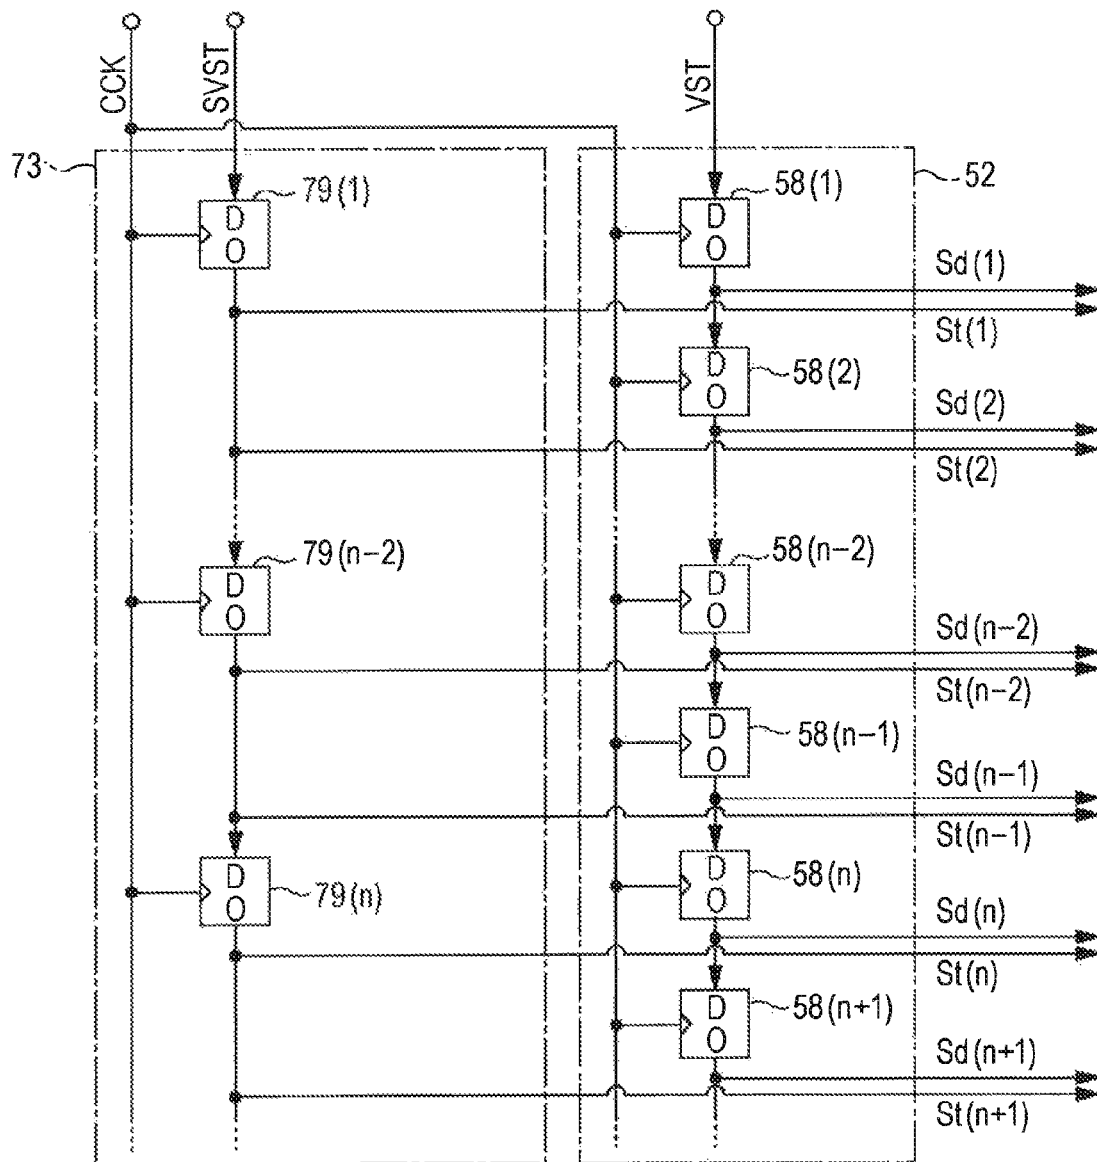 CCK
SVST
VST
73
52
79(1)
D
O
58(1)
D
O
Sd(1)
St(1)
58(2)
D
O
Sd(2)
St(2)
79(n-2)
D
O
58(n-2)
D
O
Sd(n-2)
St(n-2)
58(n-1)
D
O
Sd(n-1)
St(n-1)
79(n)
D
O
58(n)
D
O
Sd(n)
St(n)
58(n+1)
D
O
Sd(n+1)
St(n+1)